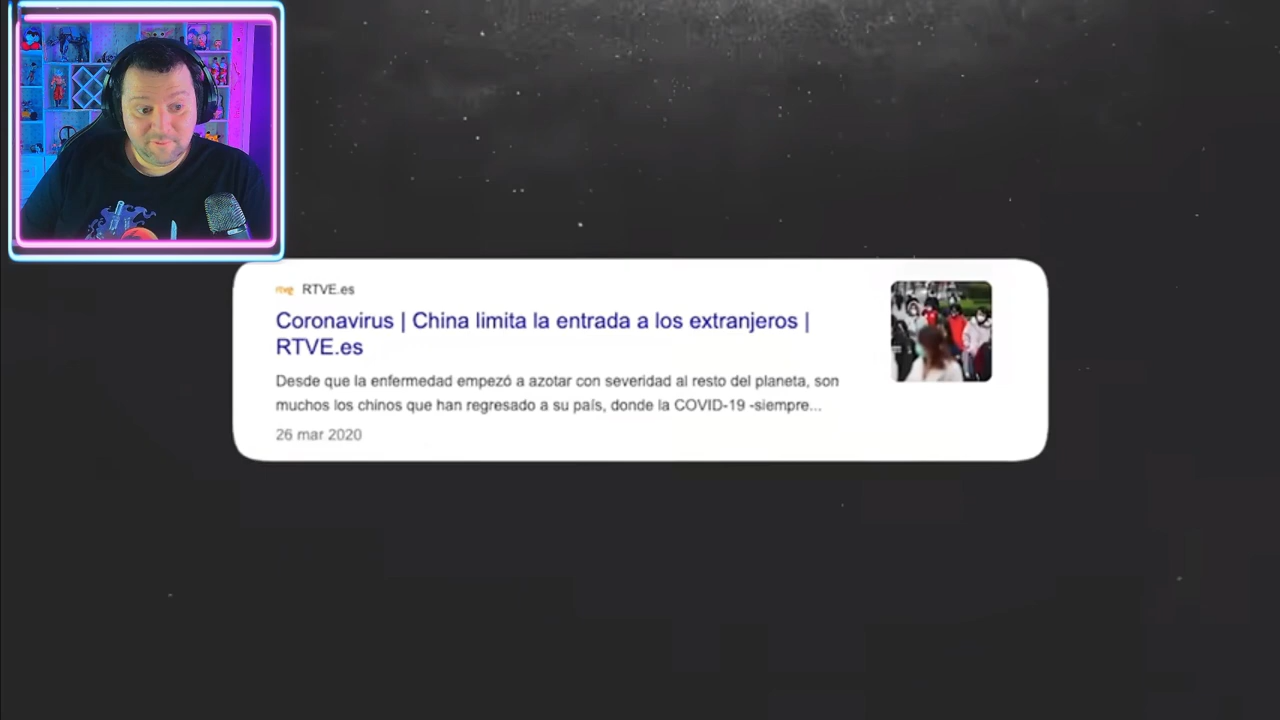 rtve RTVE.es
Coronavirus | China limita la entrada a los extranjeros |
RTVE.es
Desde que la enfermedad empezó a azotar con severidad al resto del planeta, son
muchos los chinos que han regresado a su país, donde la COVID-19 -siempre...
26 mar 2020